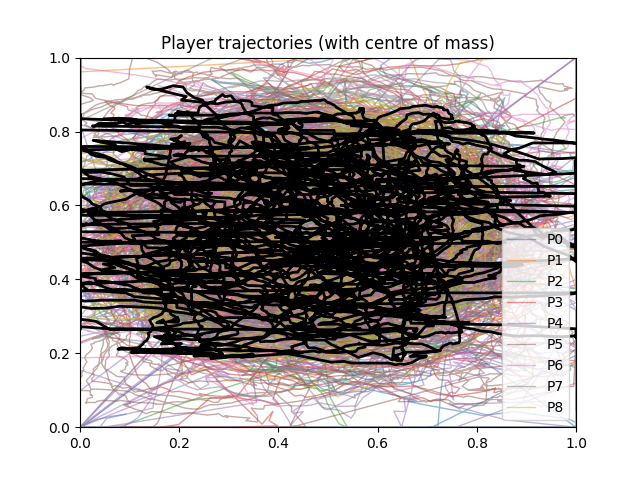 Player trajectories (with centre of mass)
1.0
0.8
0.6
0.4
0.2
0.0
P0
P1
P2
P3
P4
P5
P6
P7
P8
0.0 0.2 0.4 0.6 0.8 1.0